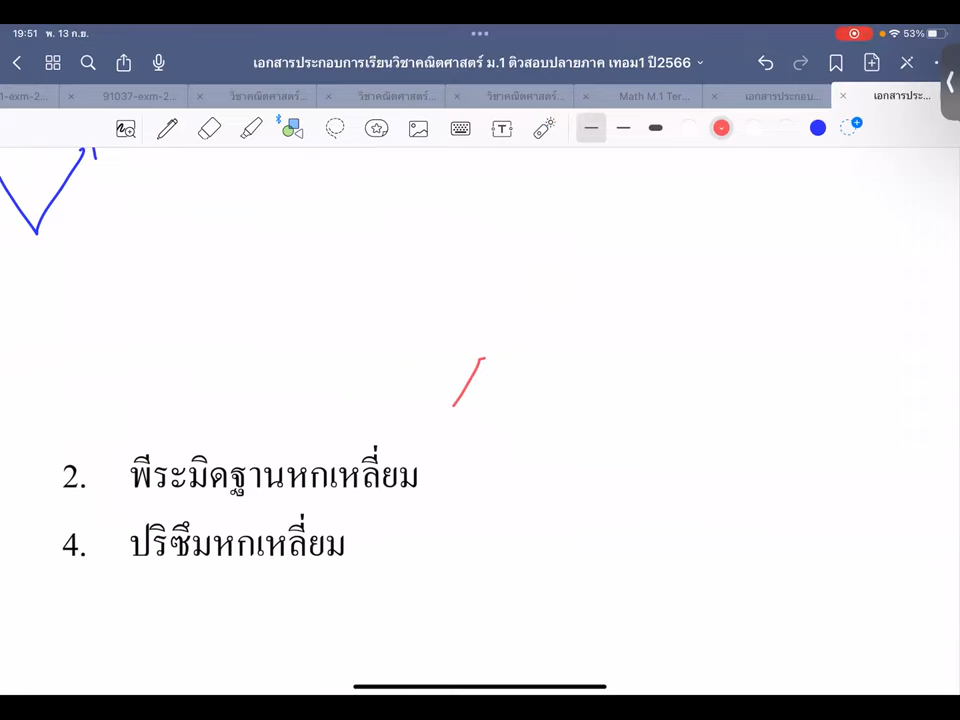 19:51 พ. 13 ก.ย. 53%
เอกสารประกอบการเรียนวิชาคณิตศาสตร์ ม.1 ติวสอบปลายภาค เทอม1 ปี2566
1-exm-2... 91037-exm-2... วิชาคณิตศาสตร์... วิชาคณิตศาสตร์... วิชาคณิตศาสตร์... Math M.1 Ter... เอกสารประกอบ... เอกสารประ...
2. พีระมิดฐานหกเหลี่ยม
4. ปริซึมหกเหลี่ยม